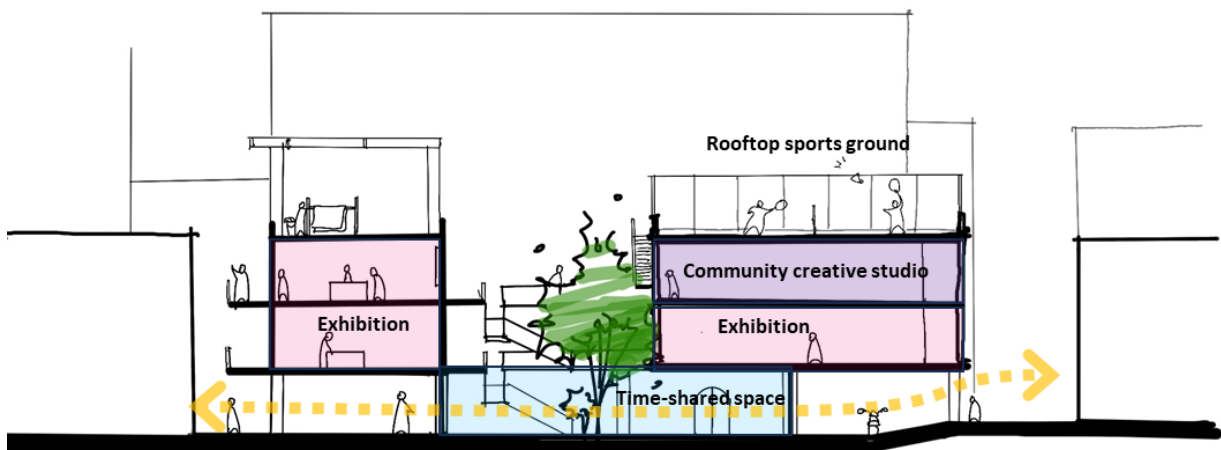 Rooftop sports ground
Community creative studio
Exhibition
Exhibition
Time-shared space